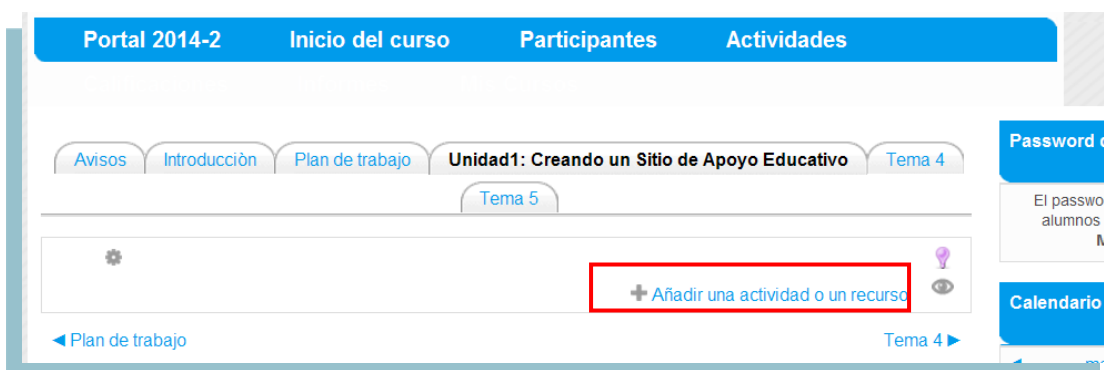 Portal 2014-2 Inicio del curso Participantes Actividades
Avisos Introducciòn Plan de trabajo Unidad1: Creando un Sitio de Apoyo Educativo Tema 4
Tema 5
Añadir una actividad o un recurso
Plan de trabajo Tema 4
Password
El
alumnos
Calendario